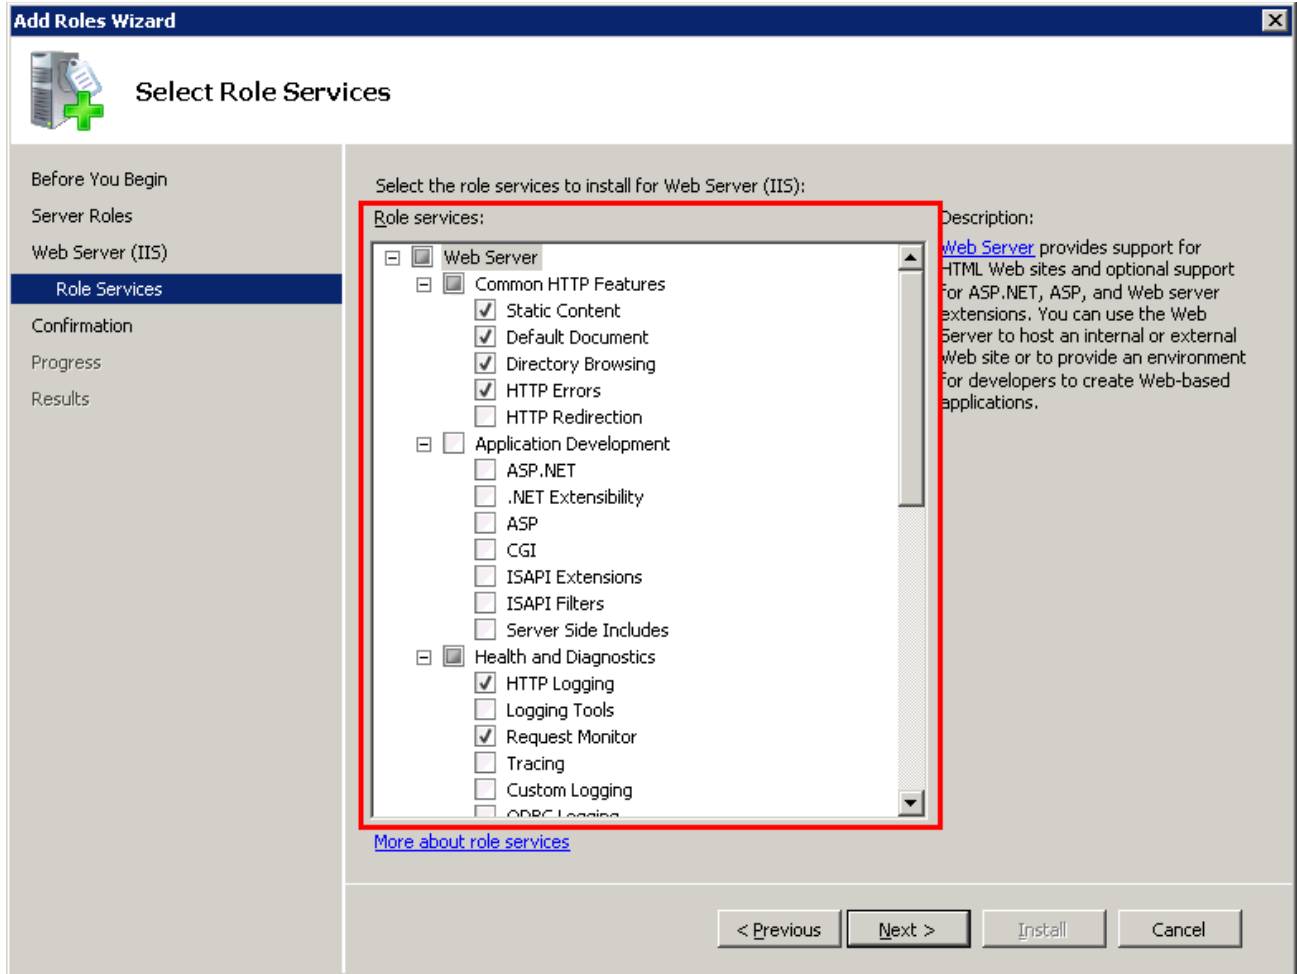 Add Roles Wizard
Select Role Services
Before You Begin
Server Roles
Web Server (IIS)
Role Services
Confirmation
Progress
Results
Select the role services to install for Web Server (IIS):
Role services:
Web Server
Common HTTP Features
Static Content
Default Document
Directory Browsing
HTTP Errors
HTTP Redirection
Application Development
ASP.NET
.NET Extensibility
ASP
CGI
ISAPI Extensions
ISAPI Filters
Server Side Includes
Health and Diagnostics
HTTP Logging
Logging Tools
Request Monitor
Tracing
Custom Logging
ODBC Logging
More about role services
Description:
Web Server provides support for
HTML Web sites and optional support
for ASP.NET, ASP, and Web server
extensions. You can use the Web
Server to host an internal or external
Web site or to provide an environment
for developers to create Web-based
applications.
< Previous
Next >
Install
Cancel